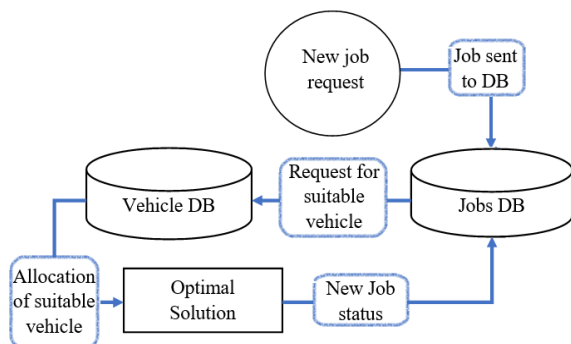 New job
request
Job sent
to DB
Request for
suitable
vehicle
Vehicle DB
Jobs DB
Allocation
of suitable
vehicle
Optimal
Solution
New Job
status